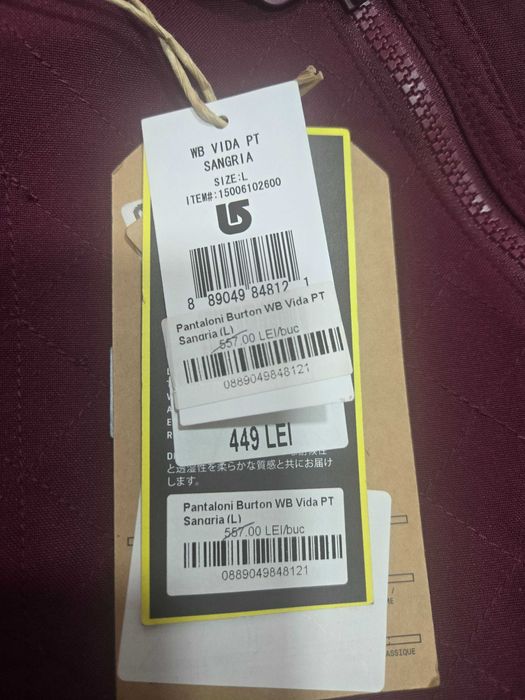 WB VIDA PT
SANGRIA
SIZE:L
ITEM#:15006102600
8 89049 84812 1
Pantaloni Burton WB Vida PT
Sangria (L)
557.00 LEI/buc
0889049848121
449 LEI
と透湿性を柔らかな質感と共にお届け
します。
Pantaloni Burton WB Vida PT
Sangria (L)
557.00 LEI/buc
0889049848121